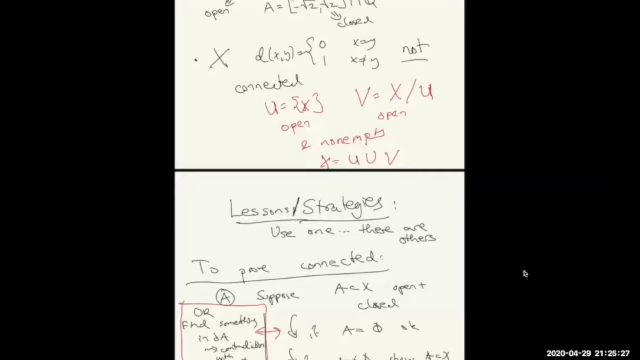 open A = [-√2, √2] ∩ Q
closed
• X d(x,y) = { 0 x=y not
1 x≠y
connected
U = {x} V = X / U
open open
& nonempty
X = U U V
Lessons/Strategies:
Use one... there are
others
To prove connected:
(A) Suppose A ⊂ X open +
closed
OR
Find something
in ∂A
→ contradiction
if A = Φ ok
show A = X
2020-04-29 21:25:27